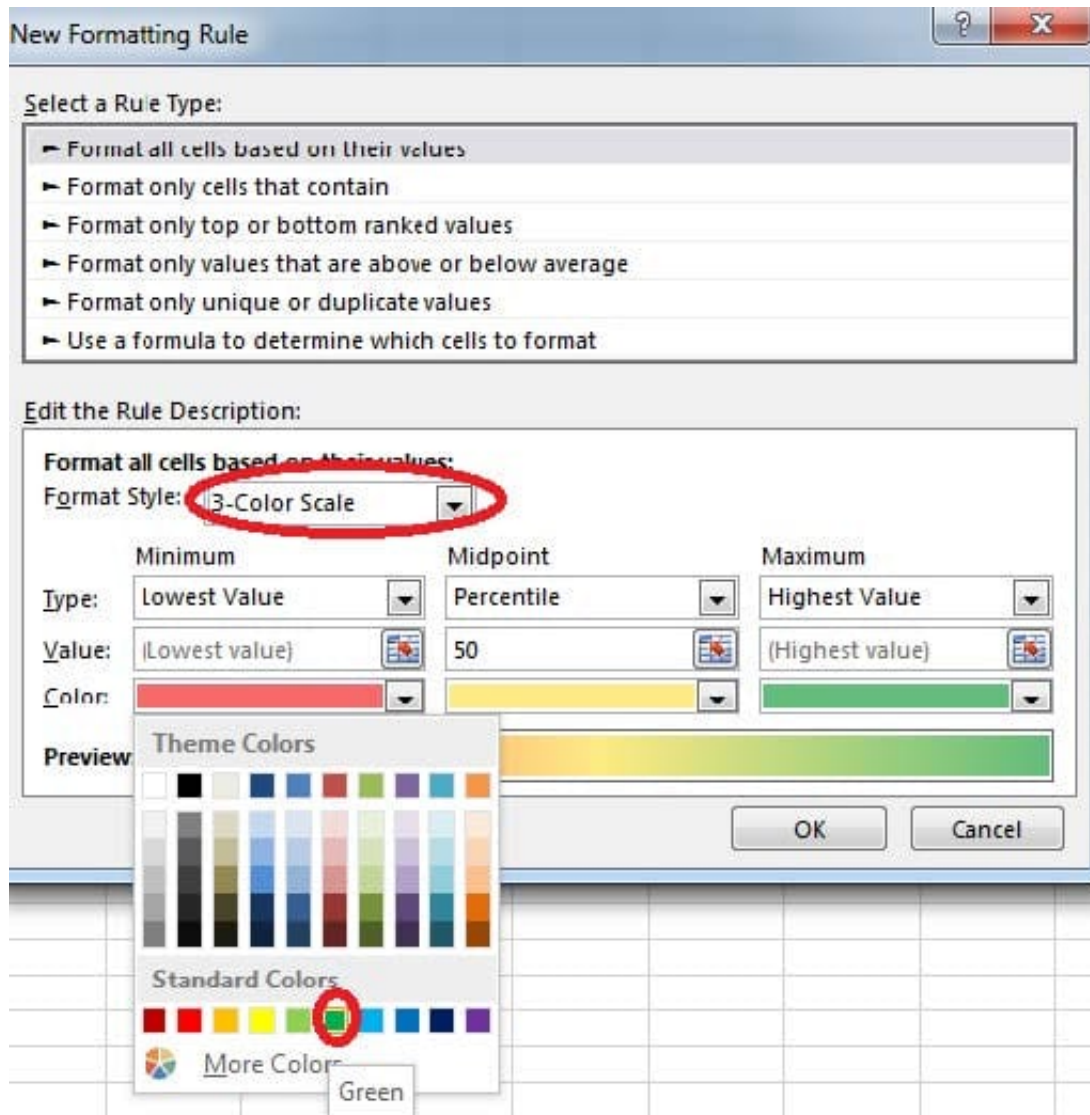 New Formatting Rule
Select a Rule Type:
► Format all cells based on their values
► Format only cells that contain
► Format only top or bottom ranked values
► Format only values that are above or below average
► Format only unique or duplicate values
► Use a formula to determine which cells to format
Edit the Rule Description:
Format all cells based on their values:
Format Style: 3-Color Scale
Minimum Midpoint Maximum
Type: Lowest Value Percentile Highest Value
Value: (Lowest value) 50 (Highest value)
Color:
Preview
Theme Colors
OK Cancel
Standard Colors
More Colors
Green